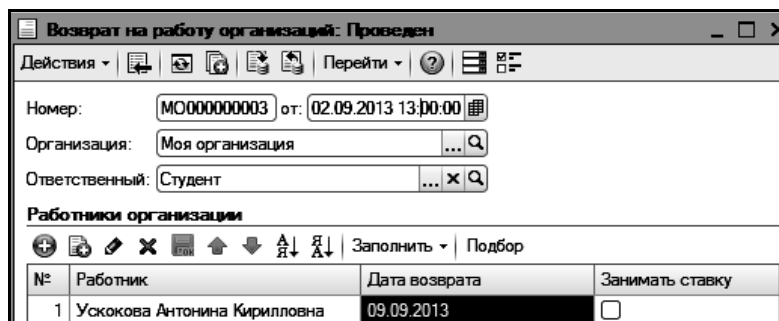 Возврат на работу организаций: Проведен
Действия Перейти
Номер: МО000000003 от: 02.09.2013 13:00:00
Организация: Моя организация ...
Ответственный: Студент ... x
Работники организации
Заполнить Подбор
№ Работник Дата возврата Занимать ставку
1 Ускокова Антонина Кирилловна 09.09.2013